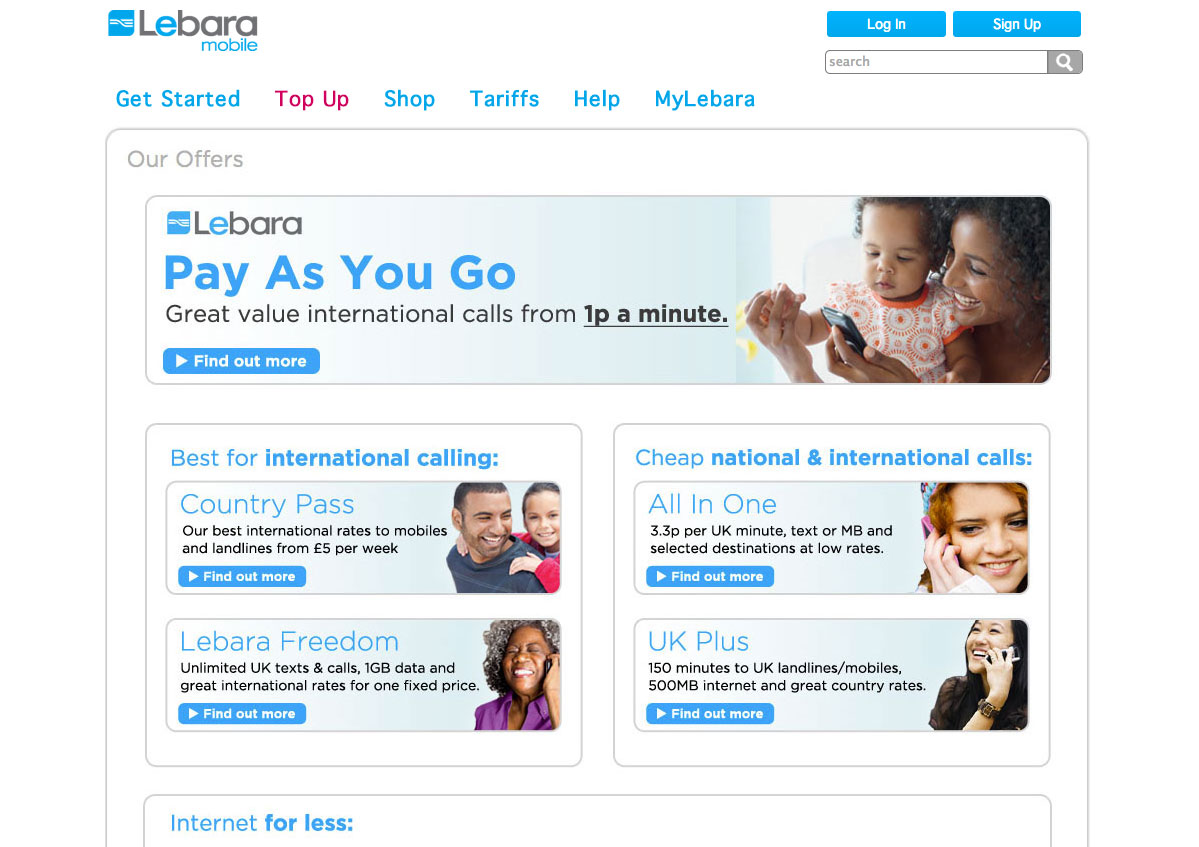 Lebara
mobile
Log In
Sign Up
search
Get Started
Top Up
Shop
Tariffs
Help
MyLebara
Our Offers
Lebara
Pay As You Go
Great value international calls from 1p a minute.
Find out more
Best for international calling:
Country Pass
Our best international rates to mobiles
and landlines from £5 per week
Find out more
Lebara Freedom
Unlimited UK texts & calls, 1GB data and
great international rates for one fixed price.
Find out more
Cheap national & international calls:
All In One
3.3p per UK minute, text or MB and
selected destinations at low rates.
Find out more
UK Plus
150 minutes to UK landlines/mobiles,
500MB internet and great country rates.
Find out more
Internet for less: